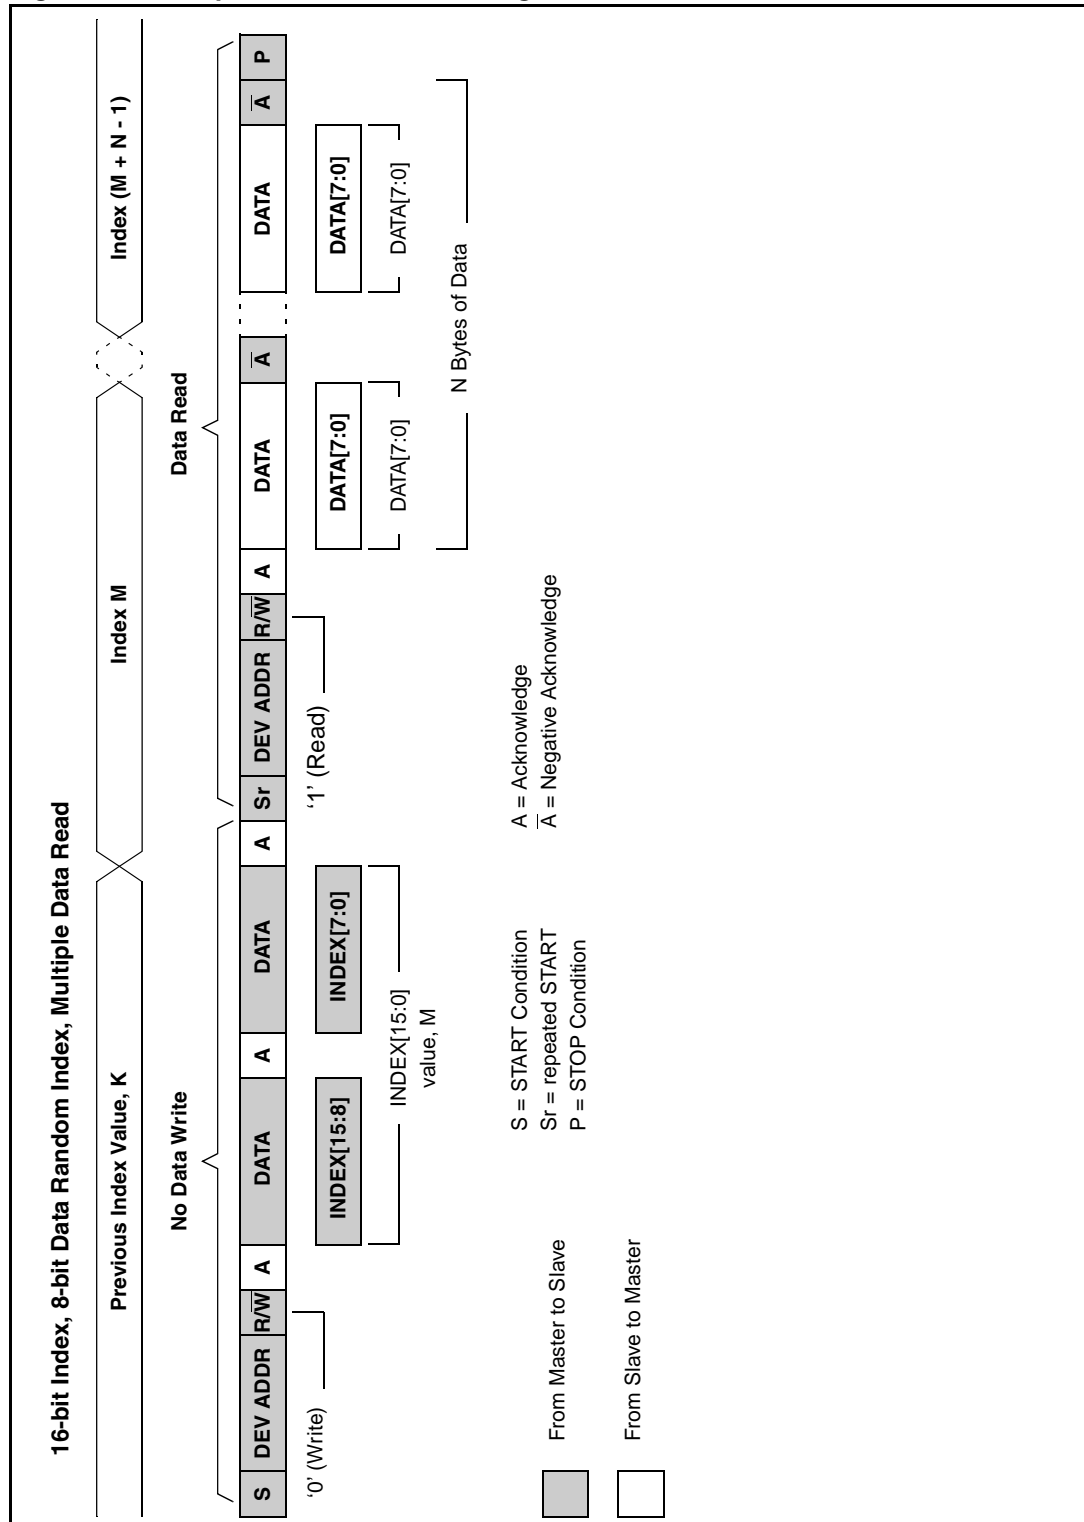 16-bit Index, 8-bit Data Random Index, Multiple Data Read
Previous Index Value, K
Index M
Index (M + N - 1)
No Data Write
Data Read
S
DEV ADDR
R/W̅
A
DATA
A
DATA
A
Sr
DEV ADDR
R/W̅
A
DATA
A̅
DATA
A̅
P
‘0’ (Write)
INDEX[15:8]
INDEX[7:0]
‘1’ (Read)
DATA[7:0]
DATA[7:0]
INDEX[15:0]
value, M
DATA[7:0]
DATA[7:0]
N Bytes of Data
From Master to Slave
From Slave to Master
S = START Condition
Sr = repeated START
P = STOP Condition
A = Acknowledge
A̅ = Negative Acknowledge